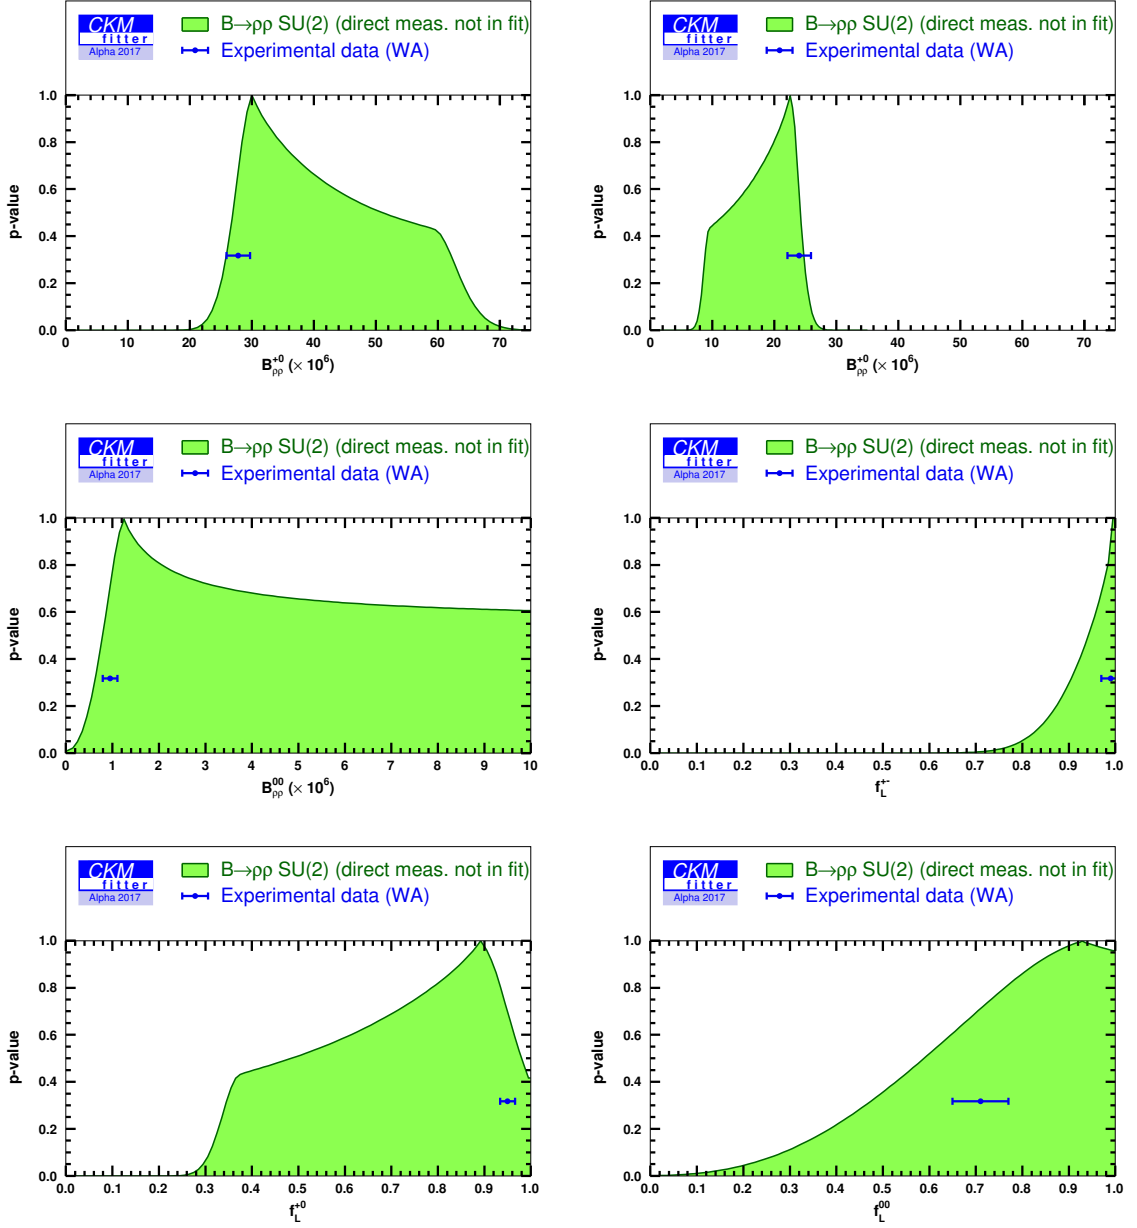 CKM
fitter
Alpha 2017
B→ρρ SU(2) (direct meas. not in fit)
Experimental data (WA)
p-value
1.0
0.8
0.6
0.4
0.2
0.0
0 10 20 30 40 50 60 70
B^{+0}_{ρρ} (× 10^6)
CKM
fitter
Alpha 2017
B→ρρ SU(2) (direct meas. not in fit)
Experimental data (WA)
p-value
1.0
0.8
0.6
0.4
0.2
0.0
0 10 20 30 40 50 60 70
B^{+0}_{ρρ} (× 10^6)
CKM
fitter
Alpha 2017
B→ρρ SU(2) (direct meas. not in fit)
Experimental data (WA)
p-value
1.0
0.8
0.6
0.4
0.2
0.0
0 1 2 3 4 5 6 7 8 9 10
B^{00}_{ρρ} (× 10^6)
CKM
fitter
Alpha 2017
B→ρρ SU(2) (direct meas. not in fit)
Experimental data (WA)
p-value
1.0
0.8
0.6
0.4
0.2
0.0
0.0 0.1 0.2 0.3 0.4 0.5 0.6 0.7 0.8 0.9 1.0
f^{+-}_L
CKM
fitter
Alpha 2017
B→ρρ SU(2) (direct meas. not in fit)
Experimental data (WA)
p-value
1.0
0.8
0.6
0.4
0.2
0.0
0.0 0.1 0.2 0.3 0.4 0.5 0.6 0.7 0.8 0.9 1.0
f^{+0}_L
CKM
fitter
Alpha 2017
B→ρρ SU(2) (direct meas. not in fit)
Experimental data (WA)
p-value
1.0
0.8
0.6
0.4
0.2
0.0
0.0 0.1 0.2 0.3 0.4 0.5 0.6 0.7 0.8 0.9 1.0
f^{00}_L